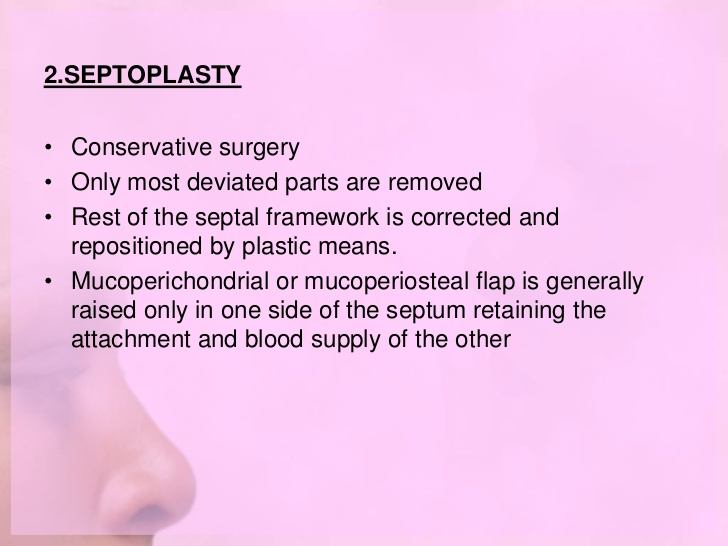 2.SEPTOPLASTY
• Conservative surgery
• Only most deviated parts are removed
• Rest of the septal framework is corrected and
repositioned by plastic means.
• Mucoperichondrial or mucoperiosteal flap is generally
raised only in one side of the septum retaining the
attachment and blood supply of the other